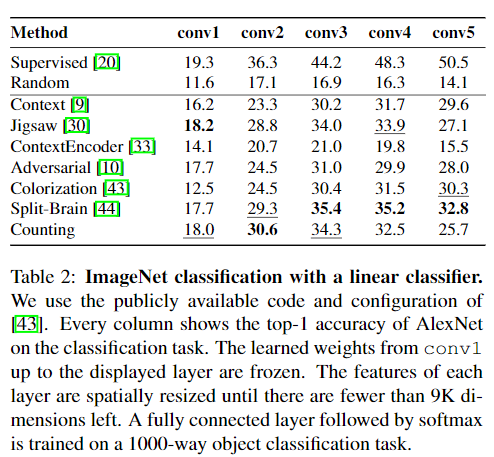 Method conv1 conv2 conv3 conv4 conv5
Supervised [20] 19.3 36.3 44.2 48.3 50.5
Random 11.6 17.1 16.9 16.3 14.1
Context [9] 16.2 23.3 30.2 31.7 29.6
Jigsaw [30] 18.2 28.8 34.0 33.9 27.1
ContextEncoder [33] 14.1 20.7 21.0 19.8 15.5
Adversarial [10] 17.7 24.5 31.0 29.9 28.0
Colorization [43] 12.5 24.5 30.4 31.5 30.3
Split-Brain [44] 17.7 29.3 35.4 35.2 32.8
Counting 18.0 30.6 34.3 32.5 25.7
Table 2: ImageNet classification with a linear classifier.
We use the publicly available code and configuration of
[43]. Every column shows the top-1 accuracy of AlexNet
on the classification task. The learned weights from conv1
up to the displayed layer are frozen. The features of each
layer are spatially resized until there are fewer than 9K di-
mensions left. A fully connected layer followed by softmax
is trained on a 1000-way object classification task.